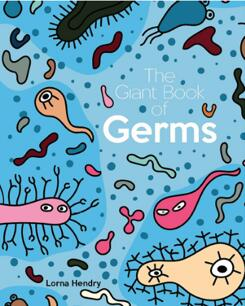 The
Giant Book
of
Germs
Lorna Hendry